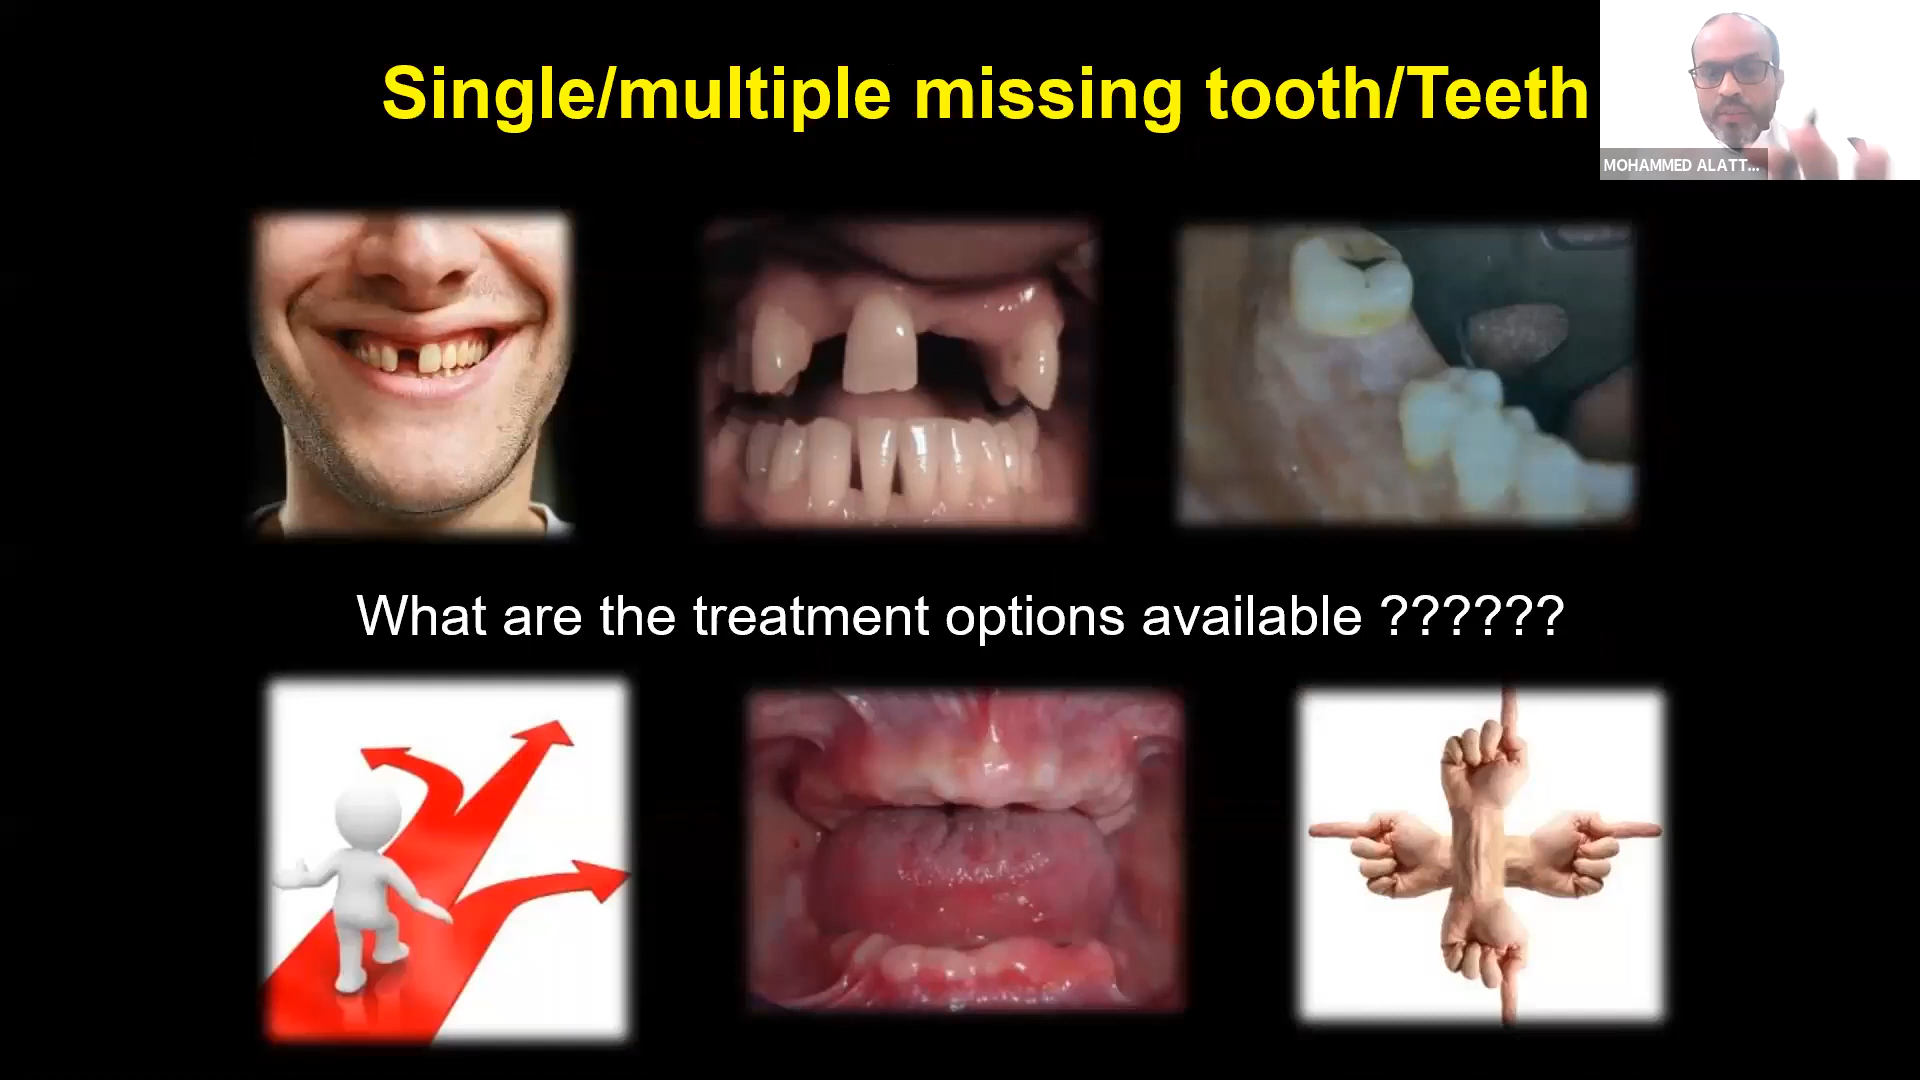 Single/multiple missing tooth/Teeth
MOHAMMED ALATT...
What are the treatment options available ??????